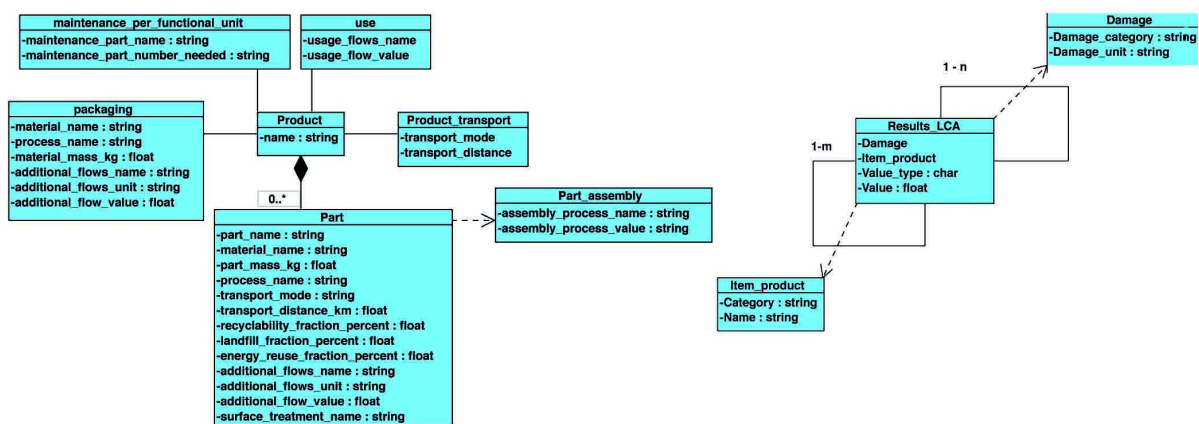 maintenance_per_functional_unit
-maintenance_part_name : string
-maintenance_part_number_needed : string
use
-usage_flows_name
-usage_flow_value
packaging
-material_name : string
-process_name : string
-material_mass_kg : float
-additional_flows_name : string
-additional_flows_unit : string
-additional_flow_value : float
Product
-name : string
Product_transport
-transport_mode
-transport_distance
0..*
Part
-part_name : string
-material_name : string
-part_mass_kg : float
-process_name : string
-transport_mode : string
-transport_distance_km : float
-recyclability_fraction_percent : float
-landfill_fraction_percent : float
-energy_reuse_fraction_percent : float
-additional_flows_name : string
-additional_flows_unit : string
-additional_flow_value : float
-surface_treatment_name : string
Part_assembly
-assembly_process_name : string
-assembly_process_value : string
Damage
-Damage_category : string
-Damage_unit : string
1 - n
Results_LCA
-Damage
-Item_product
-Value_type : char
-Value : float
1-m
Item_product
-Category : string
-Name : string